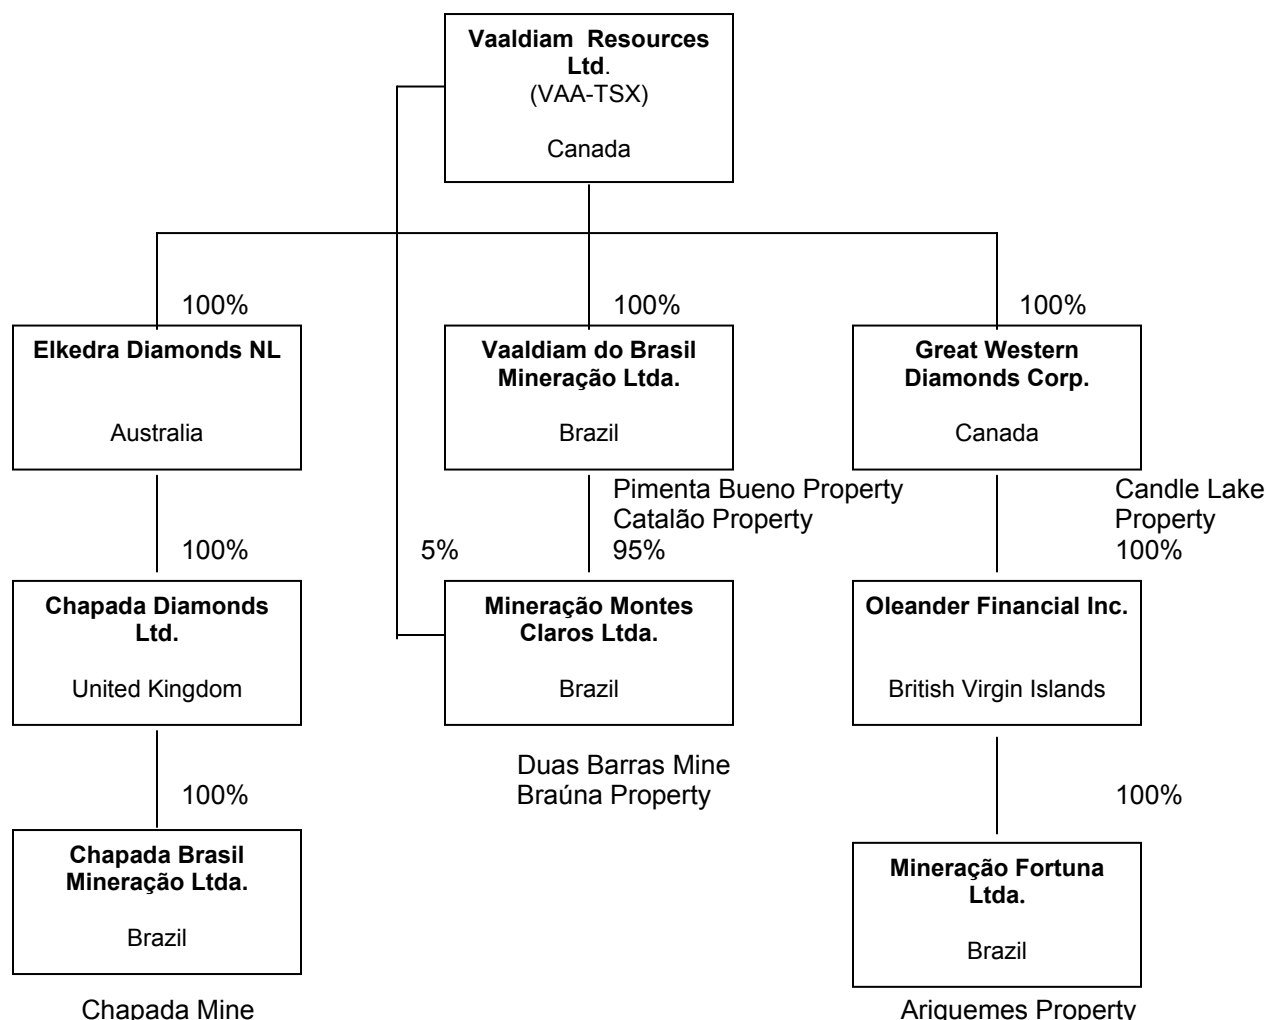 Vaaldiam Resources
Ltd.
(VAA-TSX)
Canada
100%
100%
100%
Elkedra Diamonds NL
Australia
Vaaldiam do Brasil
Mineração Ltda.
Brazil
Great Western
Diamonds Corp.
Canada
Pimenta Bueno Property
Catalão Property
95%
Candle Lake
Property
100%
100%
5%
Chapada Diamonds
Ltd.
United Kingdom
Mineração Montes
Claros Ltda.
Brazil
Oleander Financial Inc.
British Virgin Islands
Duas Barras Mine
Braúna Property
100%
100%
Chapada Brasil
Mineração Ltda.
Brazil
Mineração Fortuna
Ltda.
Brazil
Chapada Mine
Ariquemes Property